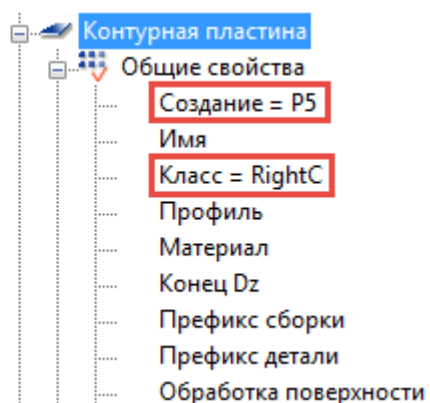 Контурная пластина
Общие свойства
Создание = P5
Имя
Класс = RightC
Профиль
Материал
Конец Dz
Префикс сборки
Префикс детали
Обработка поверхности